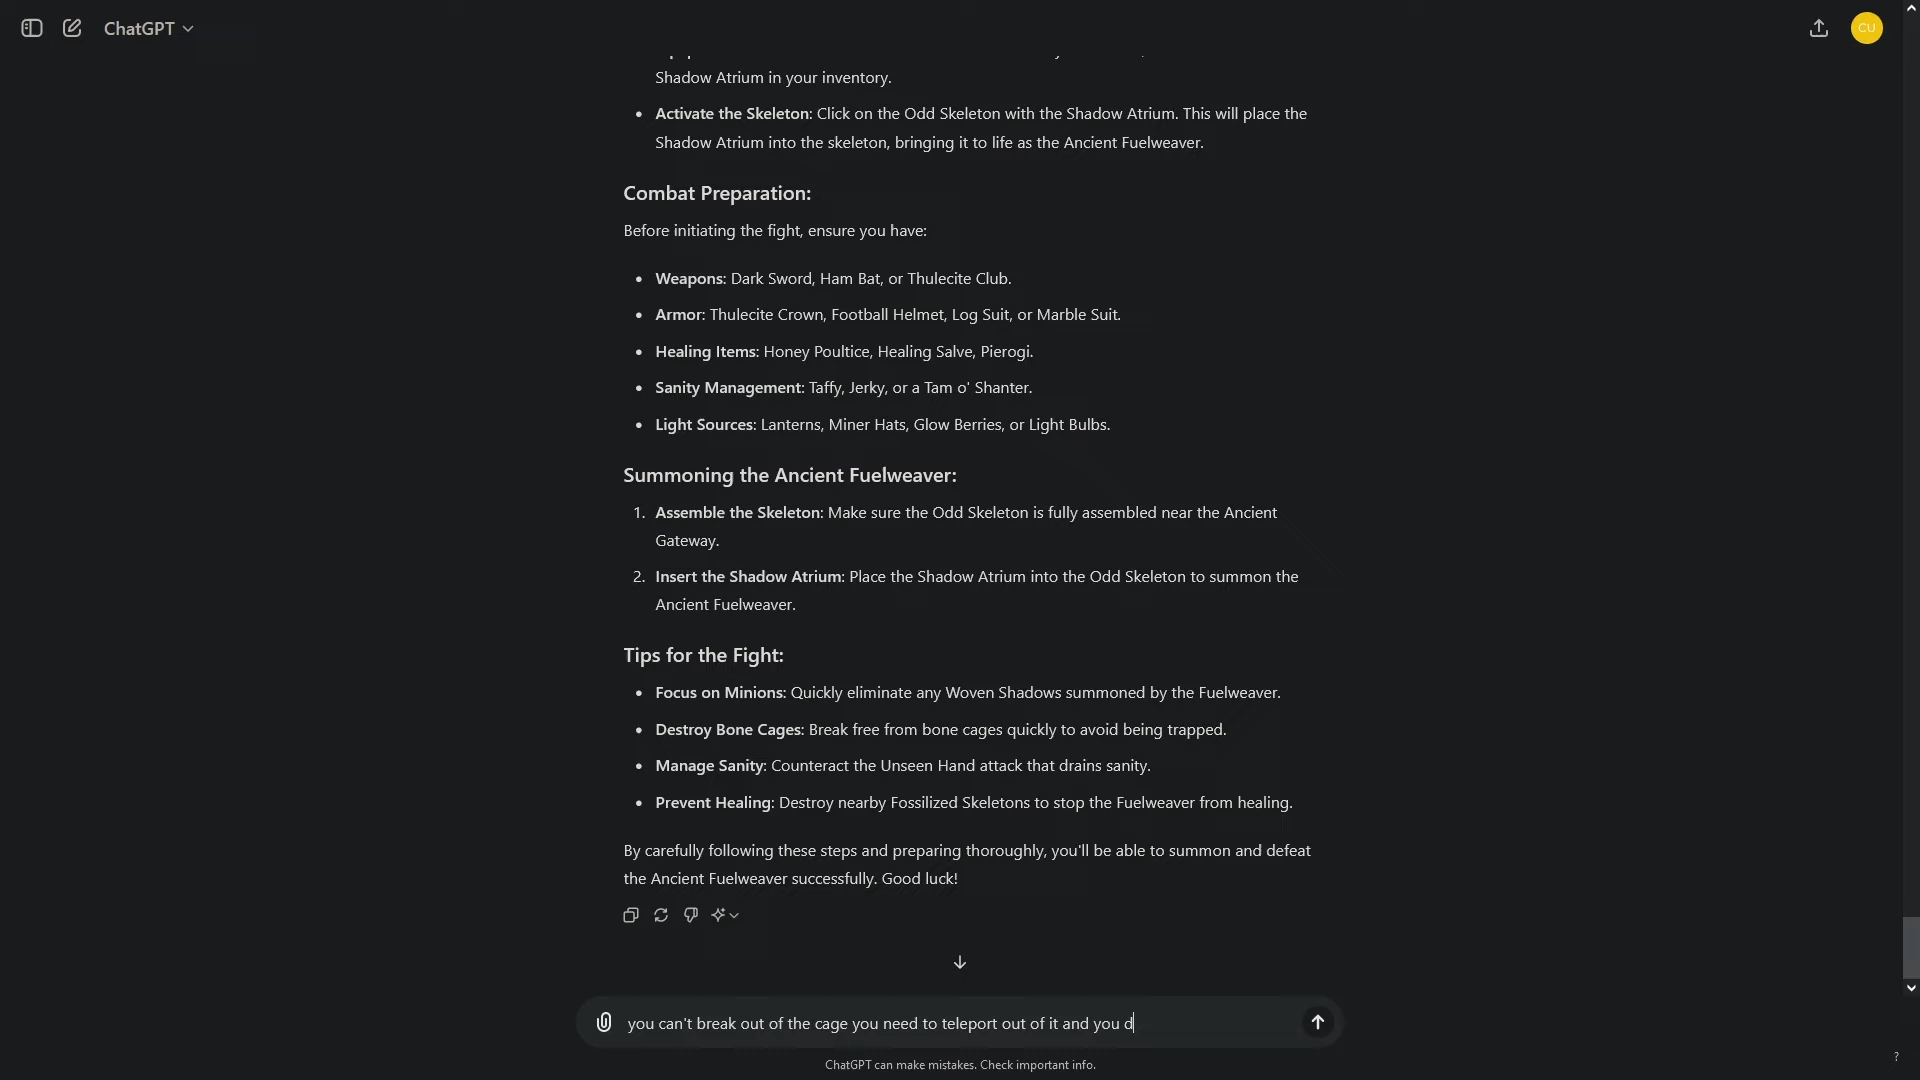 ChatGPT
CU
Shadow Atrium in your inventory.
Activate the Skeleton: Click on the Odd Skeleton with the Shadow Atrium. This will place the
Shadow Atrium into the skeleton, bringing it to life as the Ancient Fuelweaver.
Combat Preparation:
Before initiating the fight, ensure you have:
Weapons: Dark Sword, Ham Bat, or Thulecite Club.
Armor: Thulecite Crown, Football Helmet, Log Suit, or Marble Suit.
Healing Items: Honey Poultice, Healing Salve, Pierogi.
Sanity Management: Taffy, Jerky, or a Tam o' Shanter.
Light Sources: Lanterns, Miner Hats, Glow Berries, or Light Bulbs.
Summoning the Ancient Fuelweaver:
1. Assemble the Skeleton: Make sure the Odd Skeleton is fully assembled near the Ancient
Gateway.
2. Insert the Shadow Atrium: Place the Shadow Atrium into the Odd Skeleton to summon the
Ancient Fuelweaver.
Tips for the Fight:
Focus on Minions: Quickly eliminate any Woven Shadows summoned by the Fuelweaver.
Destroy Bone Cages: Break free from bone cages quickly to avoid being trapped.
Manage Sanity: Counteract the Unseen Hand attack that drains sanity.
Prevent Healing: Destroy nearby Fossilized Skeletons to stop the Fuelweaver from healing.
By carefully following these steps and preparing thoroughly, you'll be able to summon and defeat
the Ancient Fuelweaver successfully. Good luck!
you can't break out of the cage you need to teleport out of it and you d
ChatGPT can make mistakes. Check important info.
?